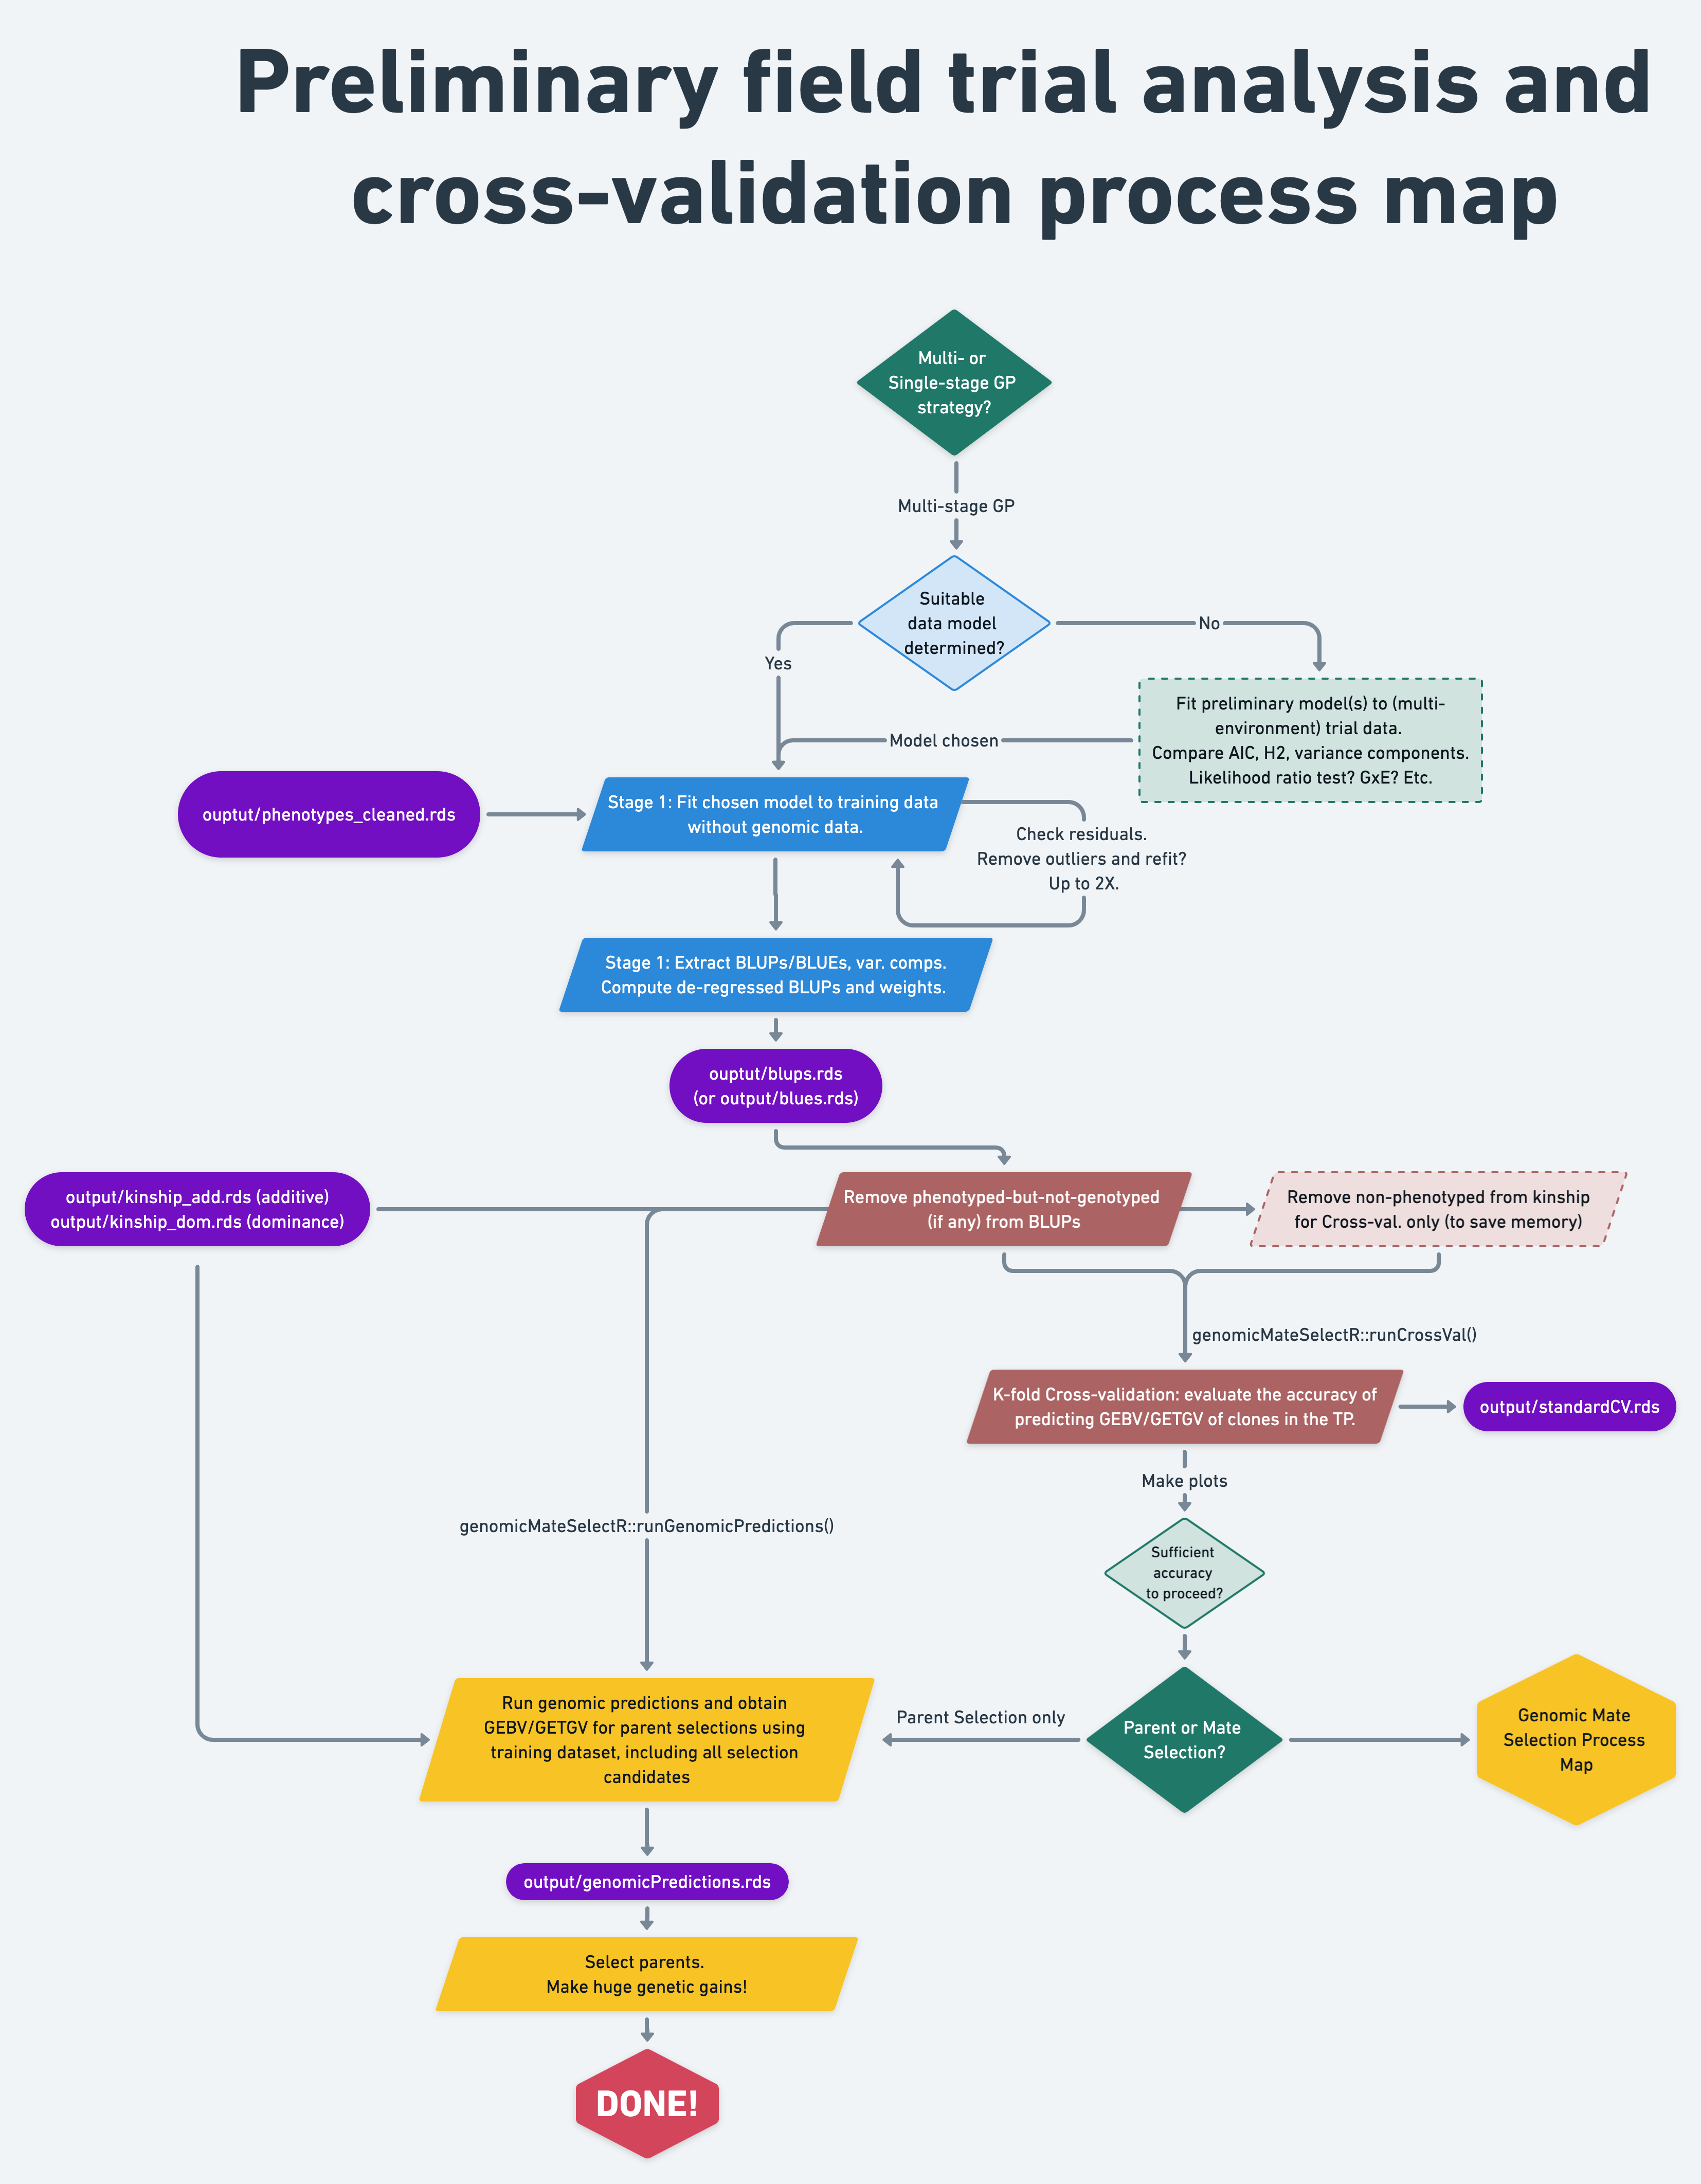 Preliminary field trial analysis and
cross-validation process map
Multi- or
Single-stage GP
strategy?
Multi-stage GP
Suitable
data model
determined?
No
Yes
Fit preliminary model(s) to (multi-
environment) trial data.
Compare AIC, H2, variance components.
Likelihood ratio test? GxE? Etc.
Model chosen
ouptut/phenotypes_cleaned.rds
Stage 1: Fit chosen model to training data
without genomic data.
Check residuals.
Remove outliers and refit?
Up to 2X.
Stage 1: Extract BLUPs/BLUEs, var. comps.
Compute de-regressed BLUPs and weights.
ouptut/blups.rds
(or output/blues.rds)
output/kinship_add.rds (additive)
output/kinship_dom.rds (dominance)
Remove phenotyped-but-not-genotyped
(if any) from BLUPs
Remove non-phenotyped from kinship
for Cross-val. only (to save memory)
genomicMateSelectR::runCrossVal()
K-fold Cross-validation: evaluate the accuracy of
predicting GEBV/GETGV of clones in the TP.
output/standardCV.rds
Make plots
genomicMateSelectR::runGenomicPredictions()
Sufficient
accuracy
to proceed?
Run genomic predictions and obtain
GEBV/GETGV for parent selections using
training dataset, including all selection
candidates
Parent Selection only
Parent or Mate
Selection?
Genomic Mate
Selection Process
Map
output/genomicPredictions.rds
Select parents.
Make huge genetic gains!
DONE!